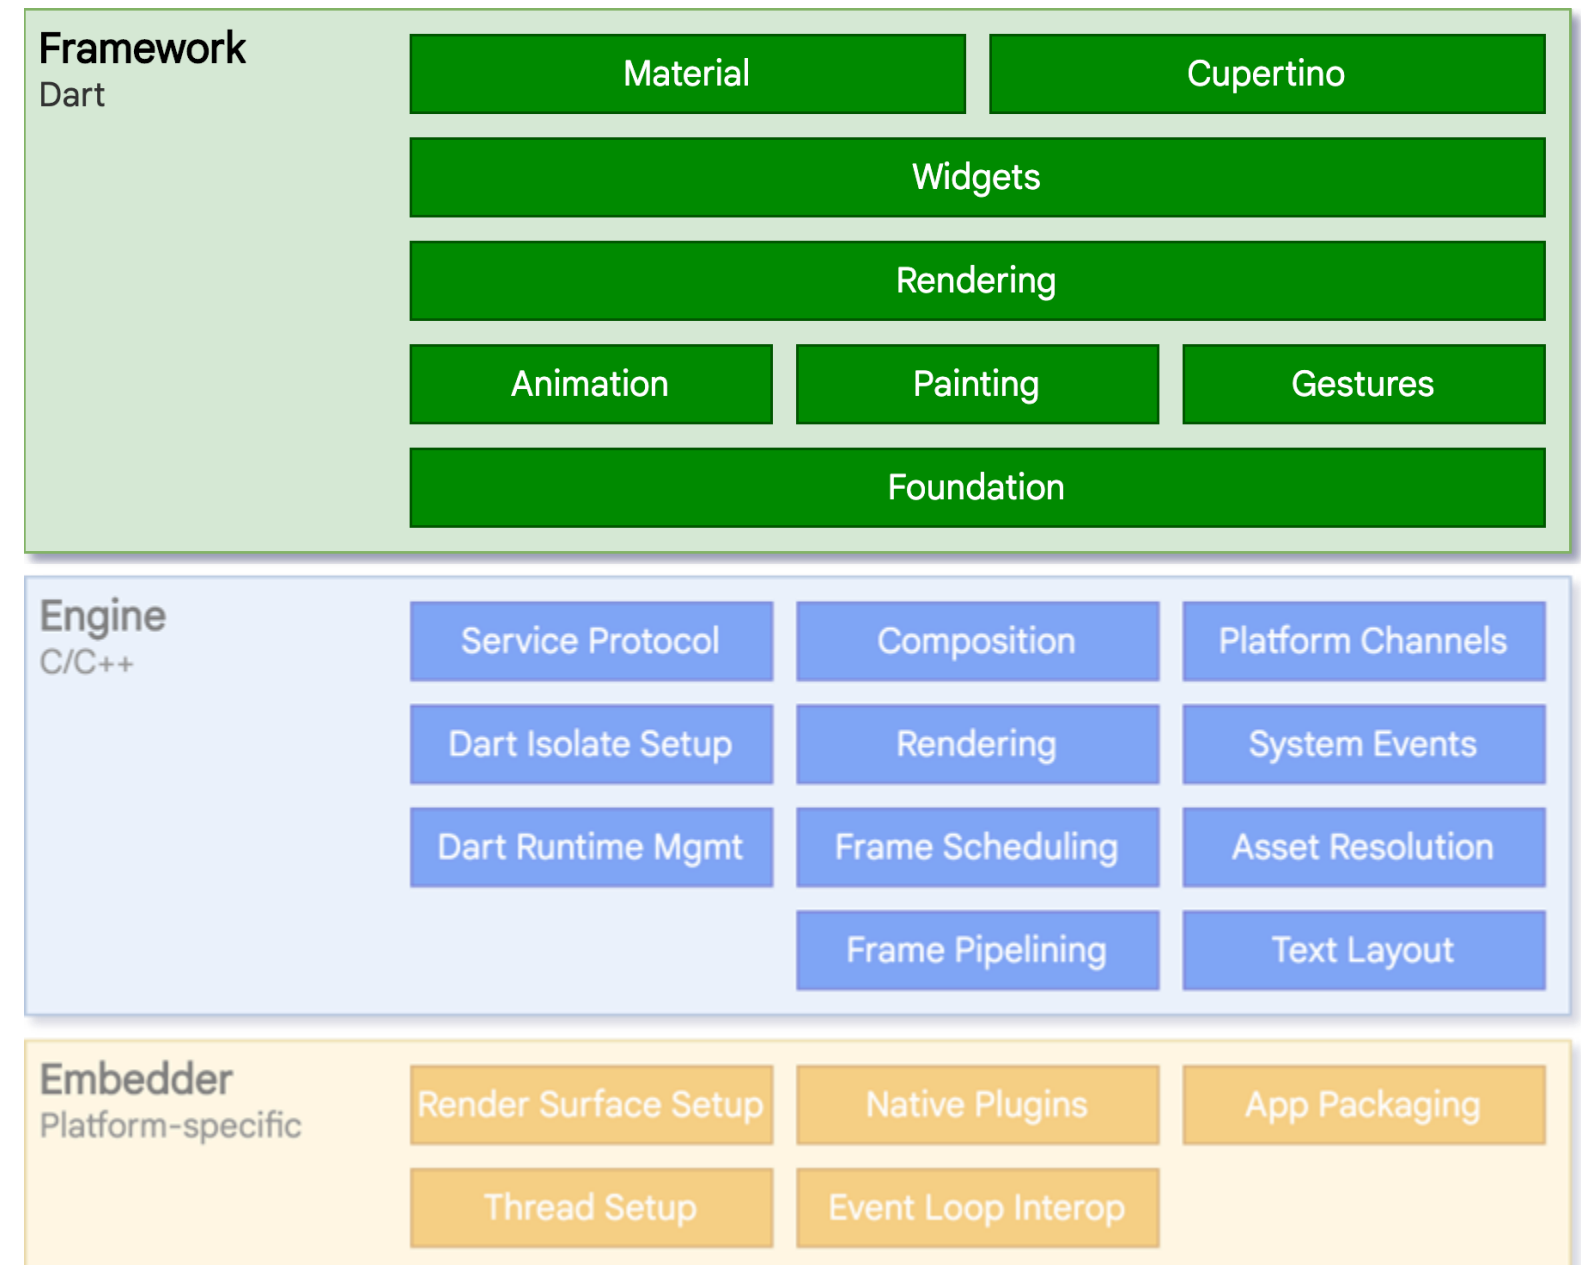 Framework
Dart
Material
Cupertino
Widgets
Rendering
Animation
Painting
Gestures
Foundation
Engine
C/C++
Service Protocol
Composition
Platform Channels
Dart Isolate Setup
Rendering
System Events
Dart Runtime Mgmt
Frame Scheduling
Asset Resolution
Frame Pipelining
Text Layout
Embedder
Platform-specific
Render Surface Setup
Native Plugins
App Packaging
Thread Setup
Event Loop Interop